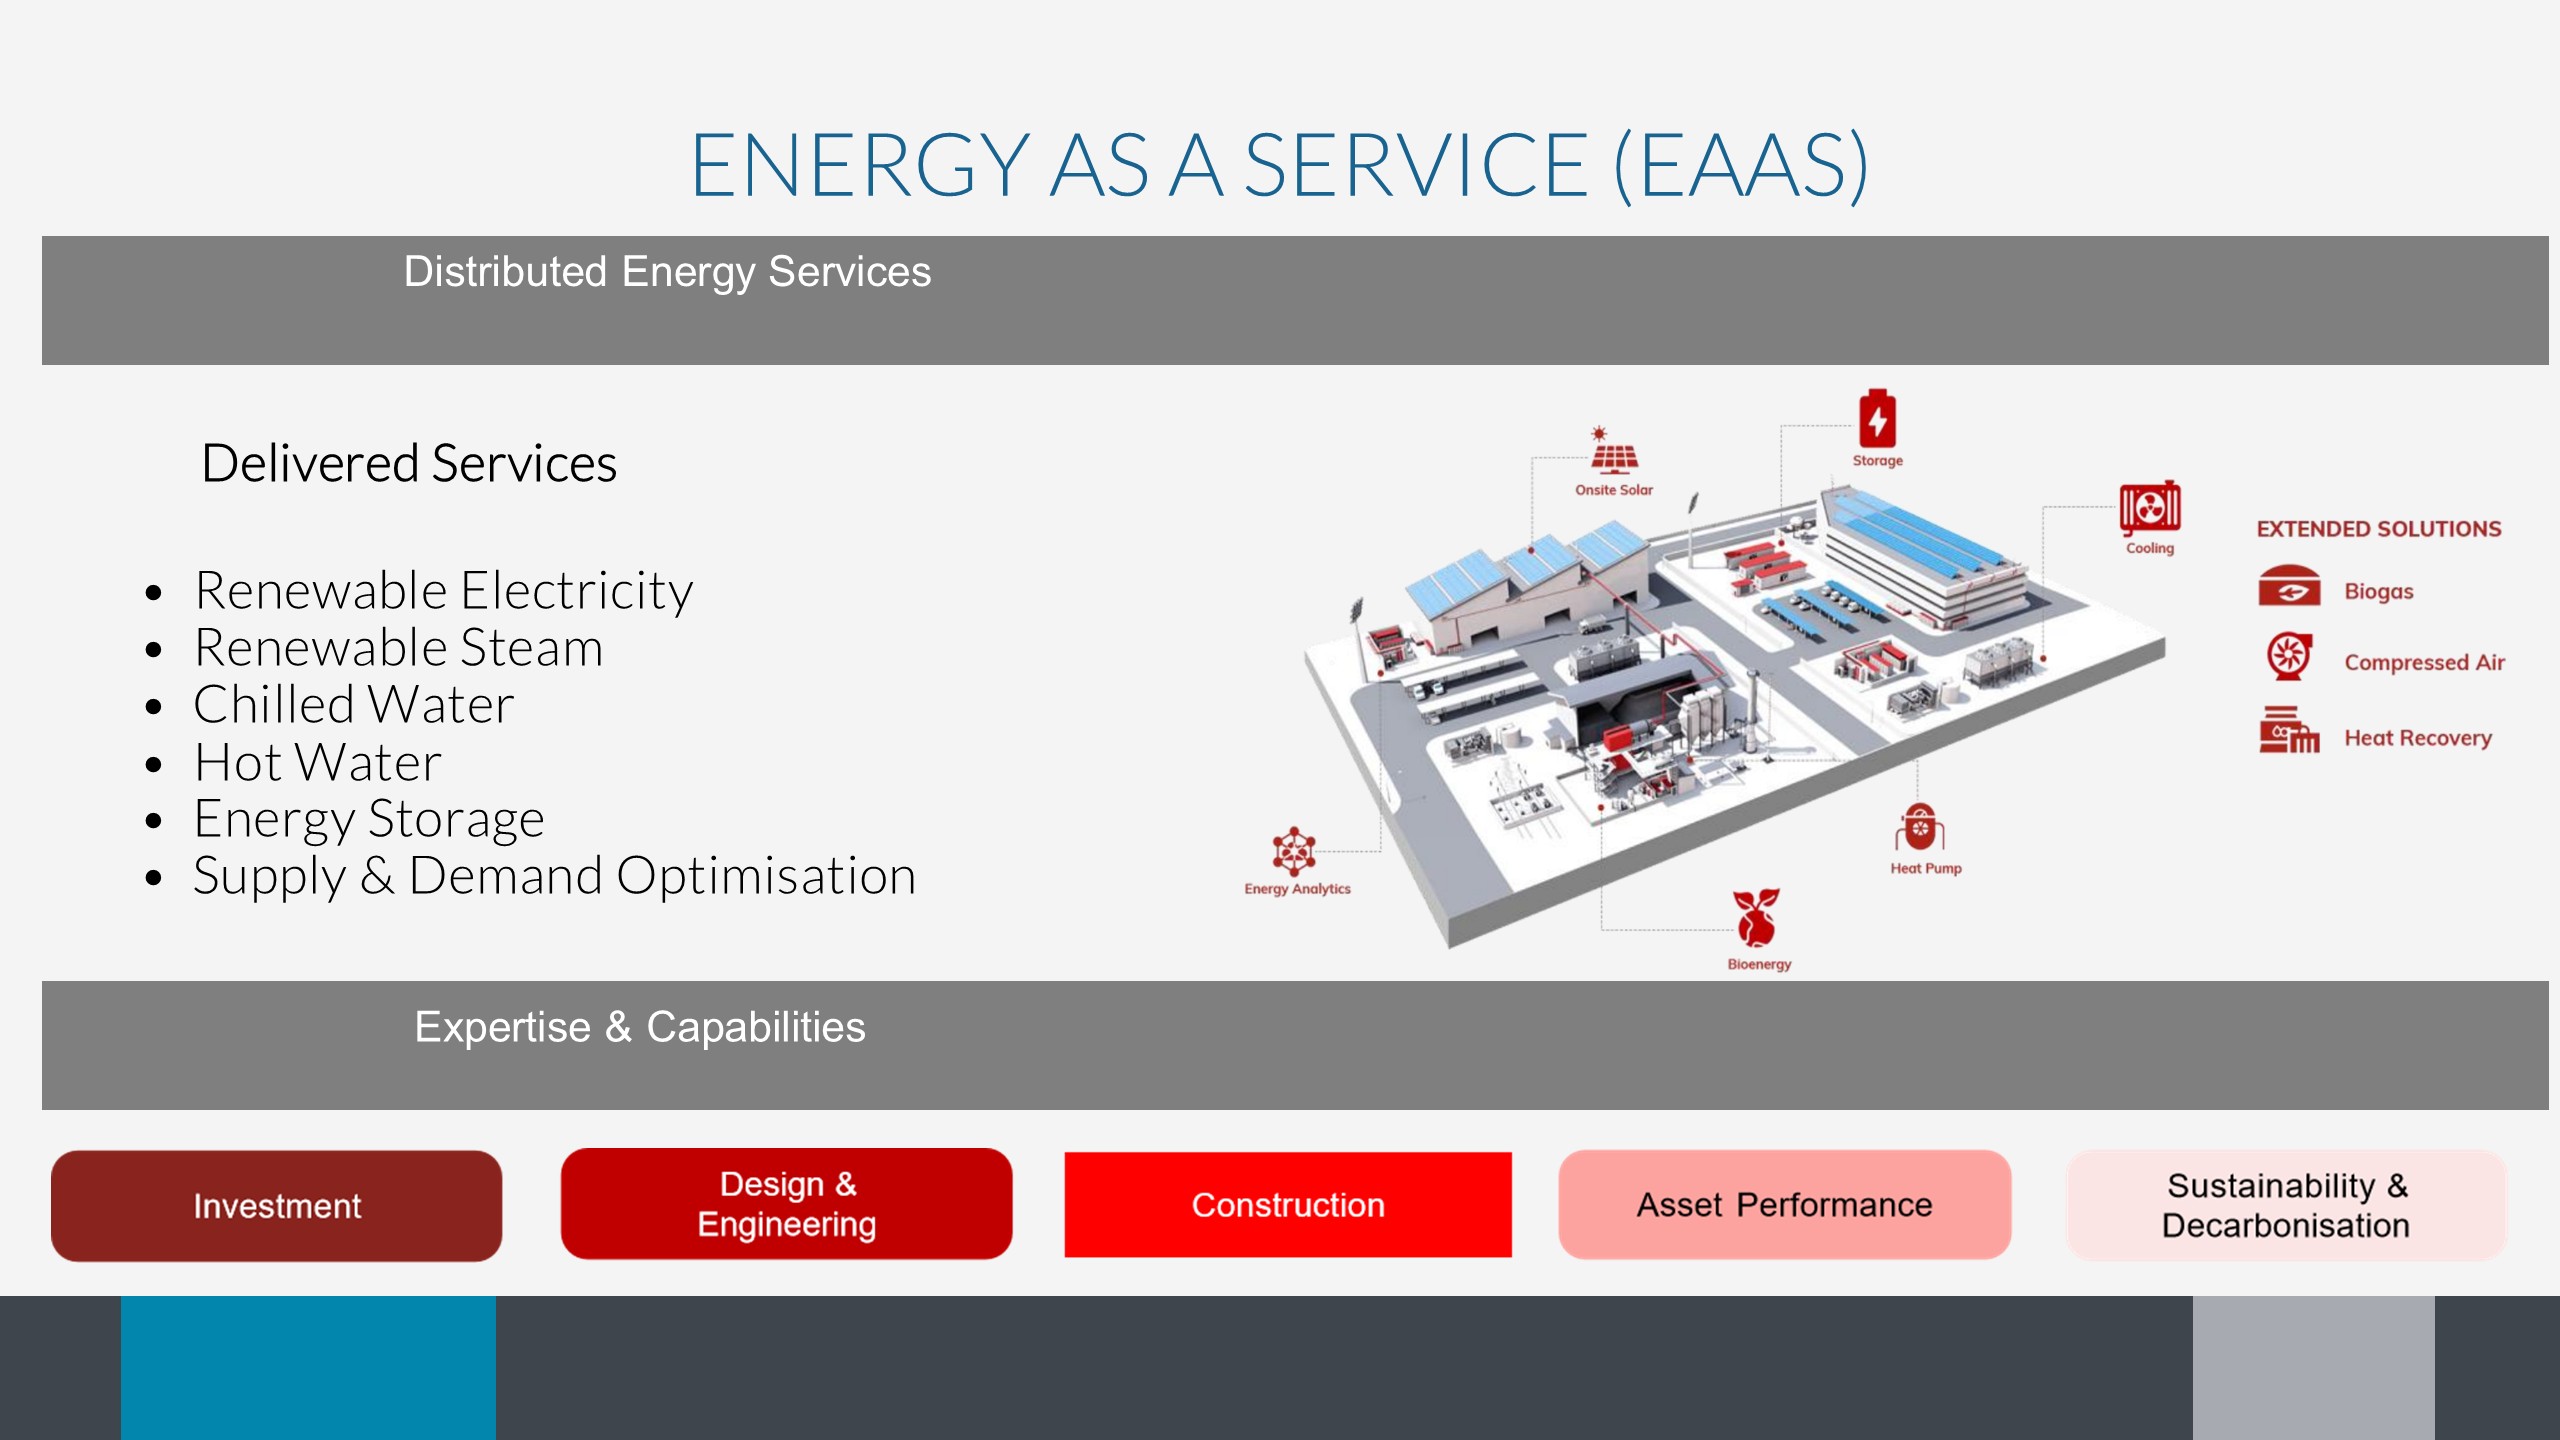 ENERGY AS A SERVICE (EAAS)
Distributed Energy Services
Delivered Services
• Renewable Electricity
• Renewable Steam
• Chilled Water
• Hot Water
• Energy Storage
• Supply & Demand Optimisation
Onsite Solar
Storage
Cooling
Energy Analytics
Heat Pump
Bioenergy
EXTENDED SOLUTIONS
Biogas
Compressed Air
Heat Recovery
Expertise & Capabilities
Investment
Design &
Engineering
Construction
Asset Performance
Sustainability &
Decarbonisation